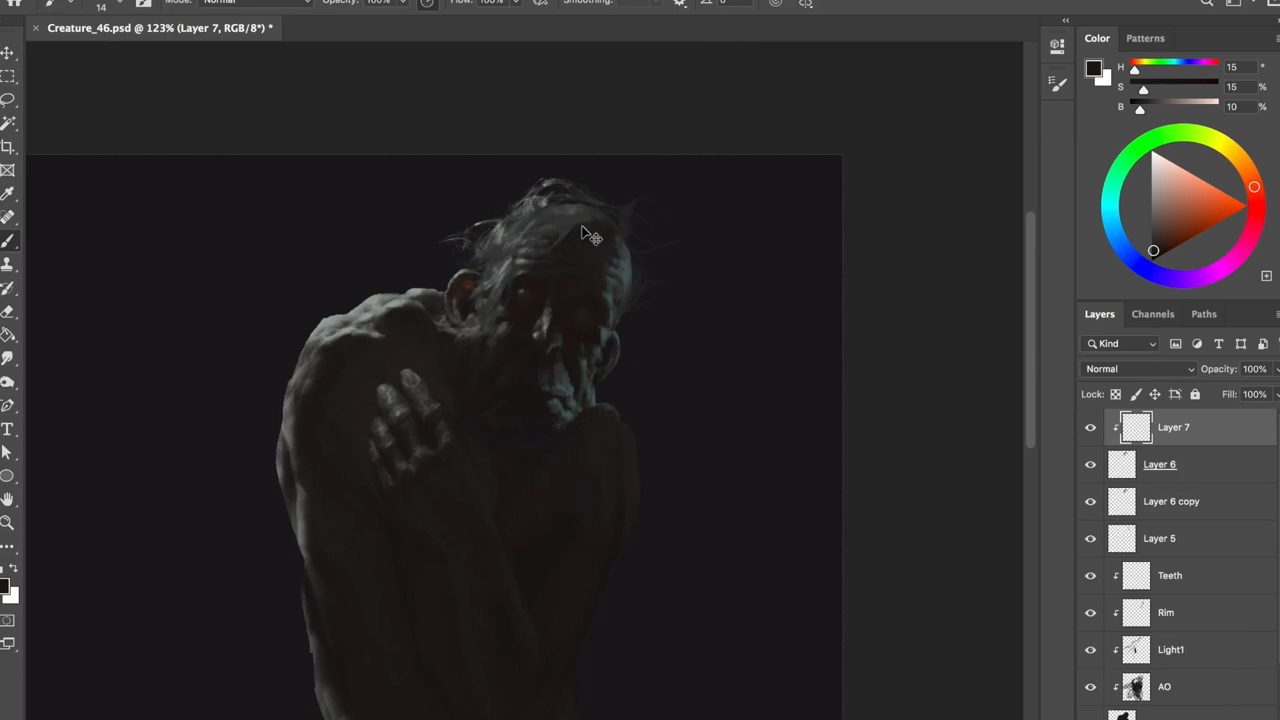 14 Mode: Normal Opacity: 100% Flow: 100% Smoothing: 0
× Creature_46.psd @ 123% (Layer 7, RGB/8*) *
Color Patterns
H 15 °
S 15 %
B 10 %
Layers Channels Paths
Kind
Normal Opacity: 100%
Lock: Fill: 100%
Layer 7
Layer 6
Layer 6 copy
Layer 5
Teeth
Rim
Light1
AO